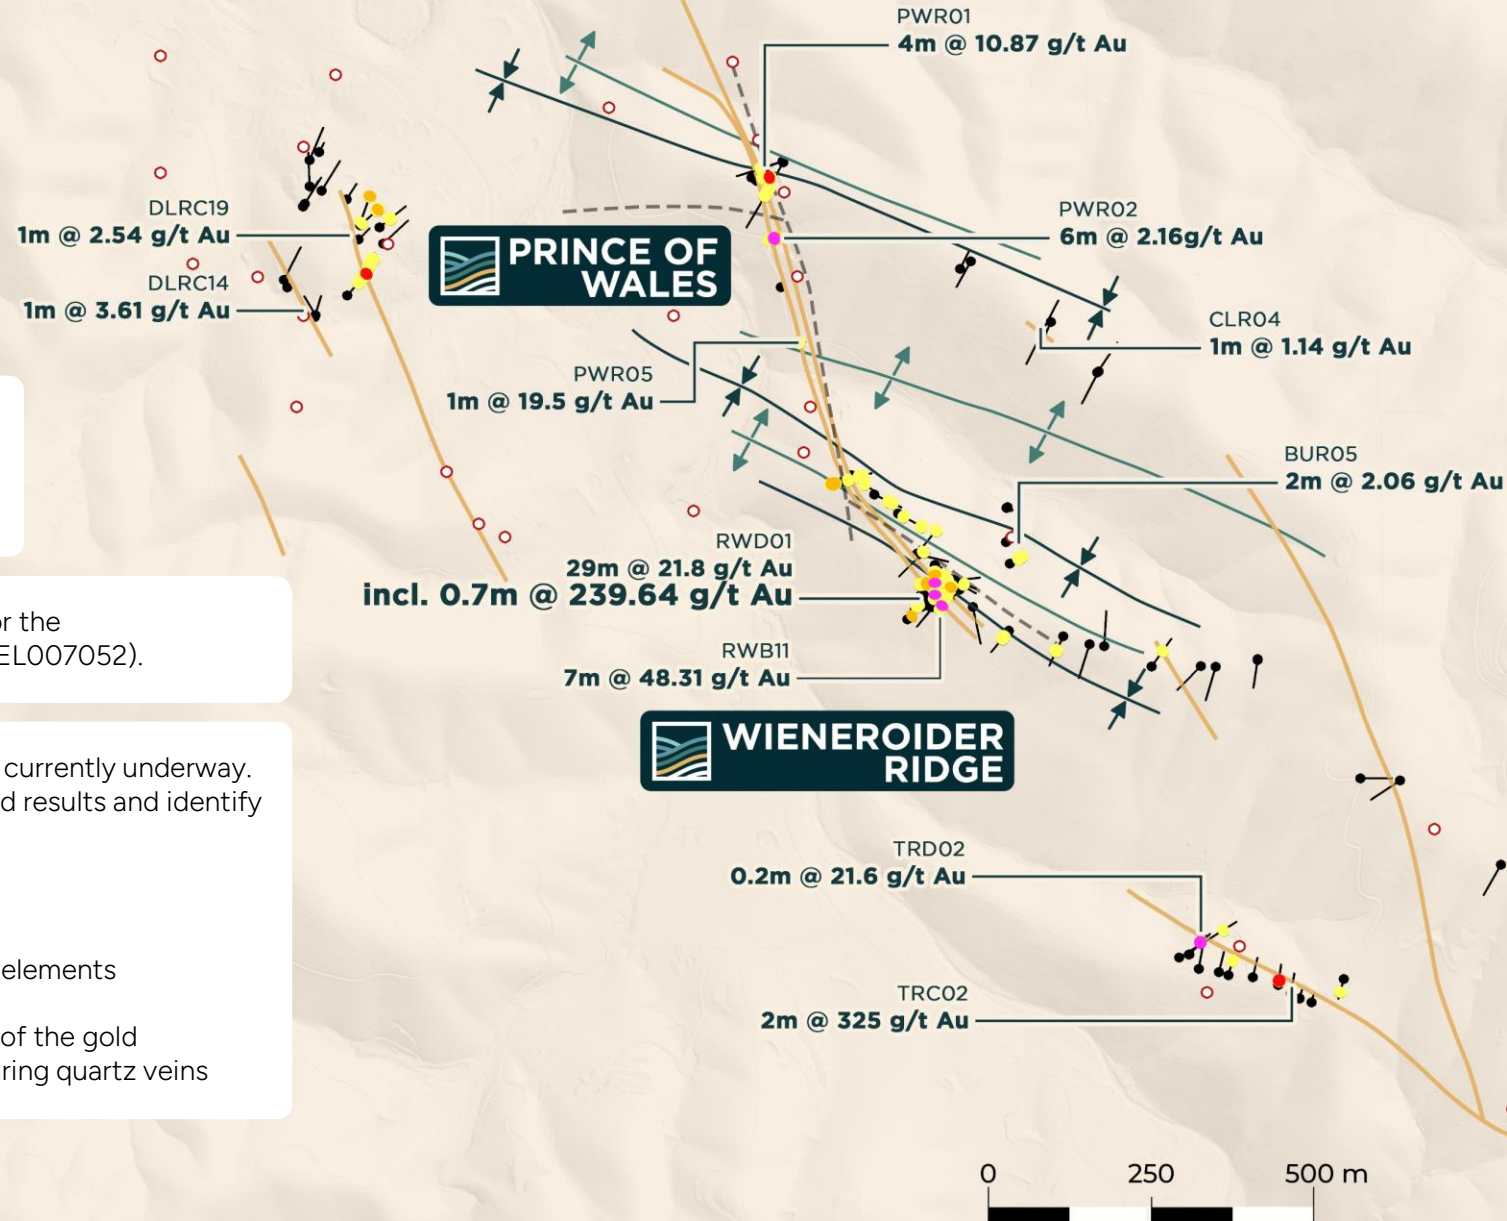 PWR01
4m @ 10.87 g/t Au
DLRC19
1m @ 2.54 g/t Au
DLRC14
1m @ 3.61 g/t Au
PRINCE OF
WALES
PWR02
6m @ 2.16g/t Au
CLR04
1m @ 1.14 g/t Au
PWR05
1m @ 19.5 g/t Au
BUR05
2m @ 2.06 g/t Au
RWD01
29m @ 21.8 g/t Au
incl. 0.7m @ 239.64 g/t Au
RWB11
7m @ 48.31 g/t Au
r the
EL007052).
WIENEROIDER
RIDGE
currently underway.
d results and identify
elements
of the gold
ring quartz veins
TRD02
0.2m @ 21.6 g/t Au
TRC02
2m @ 325 g/t Au
0 250 500 m